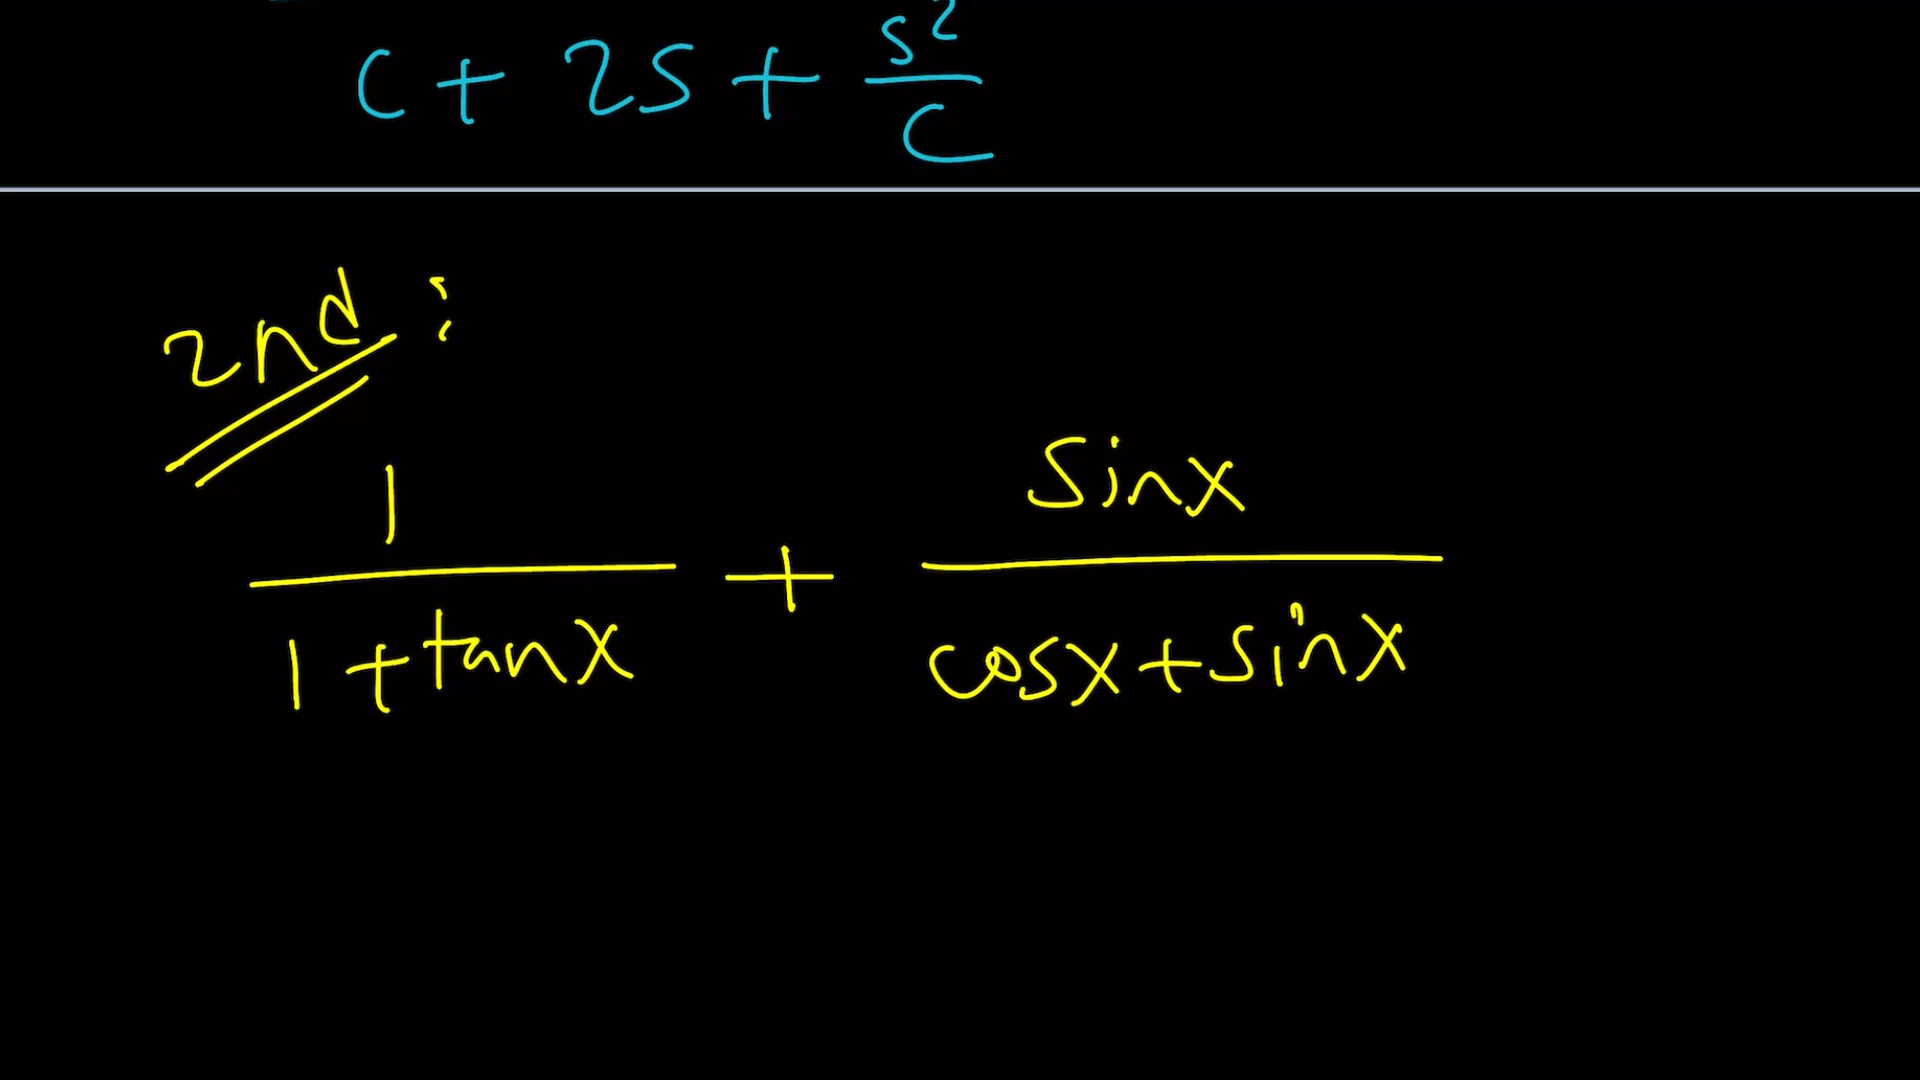 C + 2S + S²/C
2nd :
1/(1 + tanx) + sinx/(cosx + sinx)